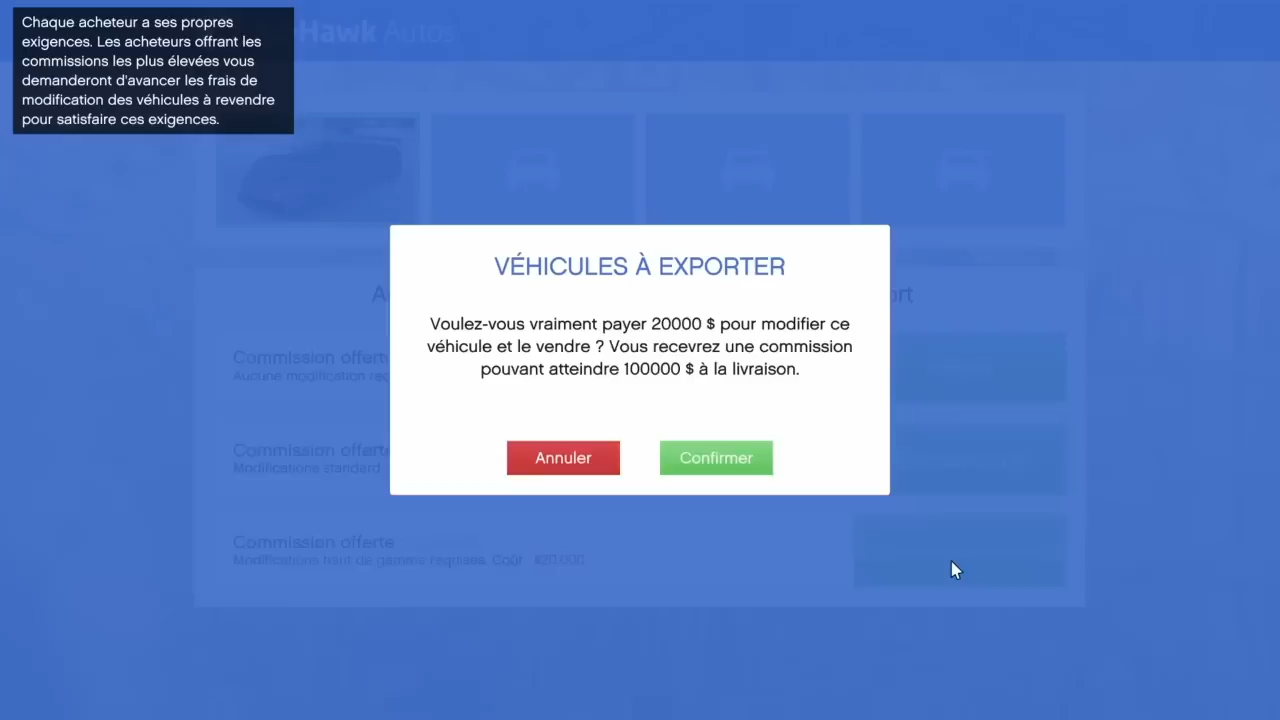 Chaque acheteur a ses propres
exigences. Les acheteurs offrant les
commissions les plus élevées vous
demanderont d'avancer les frais de
modification des véhicules à revendre
pour satisfaire ces exigences.
Hawk Autos
VÉHICULES À EXPORTER
Voulez-vous vraiment payer 20000 $ pour modifier ce
véhicule et le vendre ? Vous recevrez une commission
pouvant atteindre 100000 $ à la livraison.
Annuler
Confirmer
Commission offerte
Aucune modification
Commission offerte
Modifications standard
Commission offerte
Modifications haut de gamme requises. Coût : $20,000